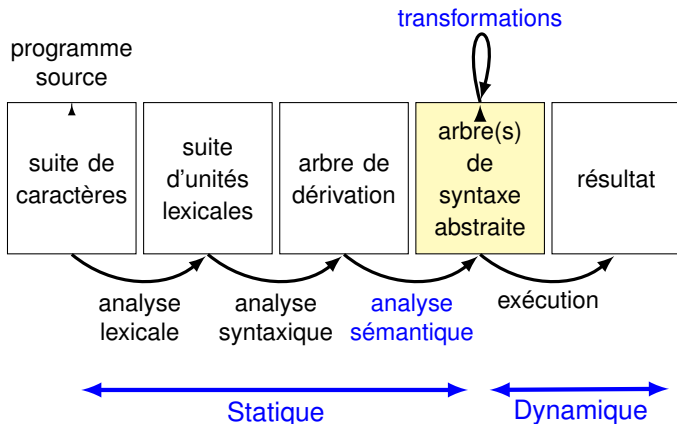 transformations
programme
source
suite de
caractères
suite
d'unités
lexicales
arbre de
dérivation
arbre(s)
de
syntaxe
abstraite
résultat
analyse
lexicale
analyse
syntaxique
analyse
sémantique
exécution
Statique
Dynamique